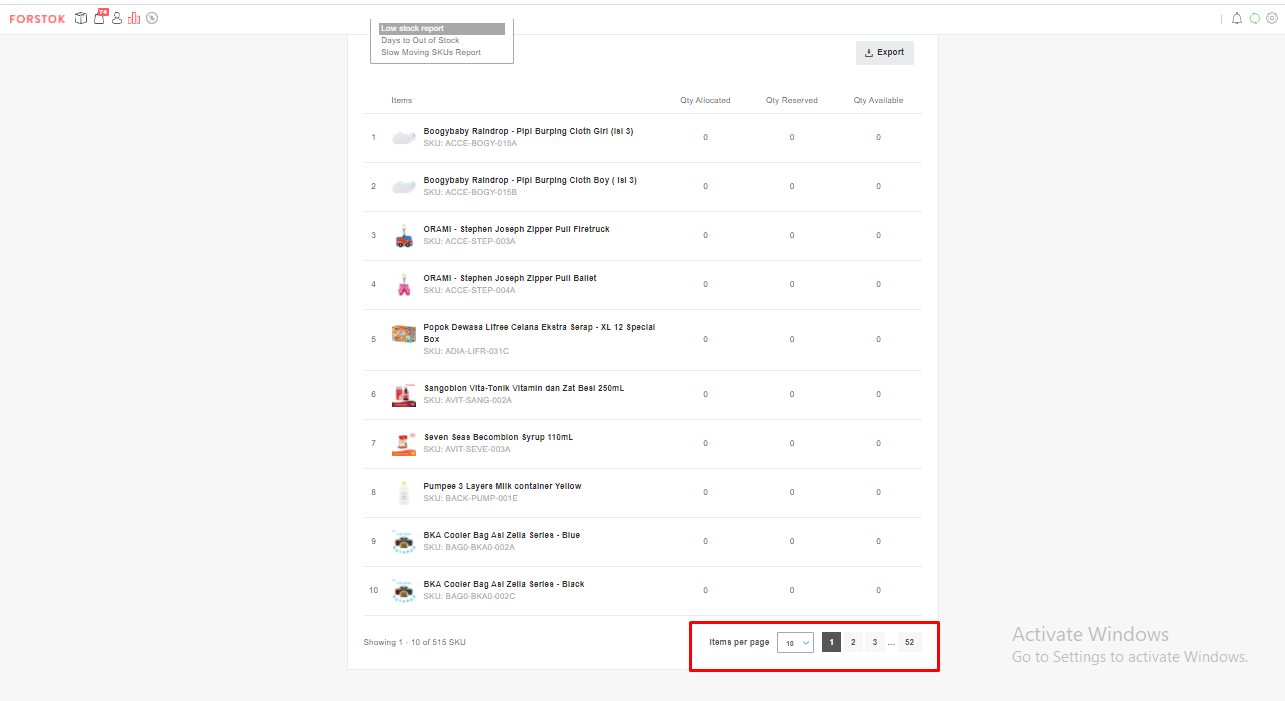 FORSTOK
74
Low stock report
Days to Out of Stock
Slow Moving SKUs Report
Export
Items Qty Allocated Qty Reserved Qty Available
1 Boogybaby Raindrop - Pipi Burping Cloth Girl (isi 3) 0 0 0
SKU: ACCE-BOGY-015A
2 Boogybaby Raindrop - Pipi Burping Cloth Boy ( isi 3) 0 0 0
SKU: ACCE-BOGY-015B
3 ORAMI - Stephen Joseph Zipper Pull Firetruck 0 0 0
SKU: ACCE-STEP-003A
4 ORAMI - Stephen Joseph Zipper Pull Ballet 0 0 0
SKU: ACCE-STEP-004A
5 Popok Dewasa Lifree Celana Ekstra Serap - XL 12 Special 0 0 0
Box
SKU: ADIA-LIFR-031C
6 Sangobion Vita-Tonik Vitamin dan Zat Besi 250mL 0 0 0
SKU: AVIT-SANG-002A
7 Seven Seas Becombion Syrup 110mL 0 0 0
SKU: AVIT-SEVE-003A
8 Pumpee 3 Layers Milk container Yellow 0 0 0
SKU: BACK-PUMP-001E
9 BKA Cooler Bag Asi Zella Series - Blue 0 0 0
SKU: BAG0-BKA0-002A
10 BKA Cooler Bag Asi Zella Series - Black 0 0 0
SKU: BAG0-BKA0-002C
Showing 1 - 10 of 515 SKU Items per page 10 1 2 3 ... 52
Activate Windows
Go to Settings to activate Windows.